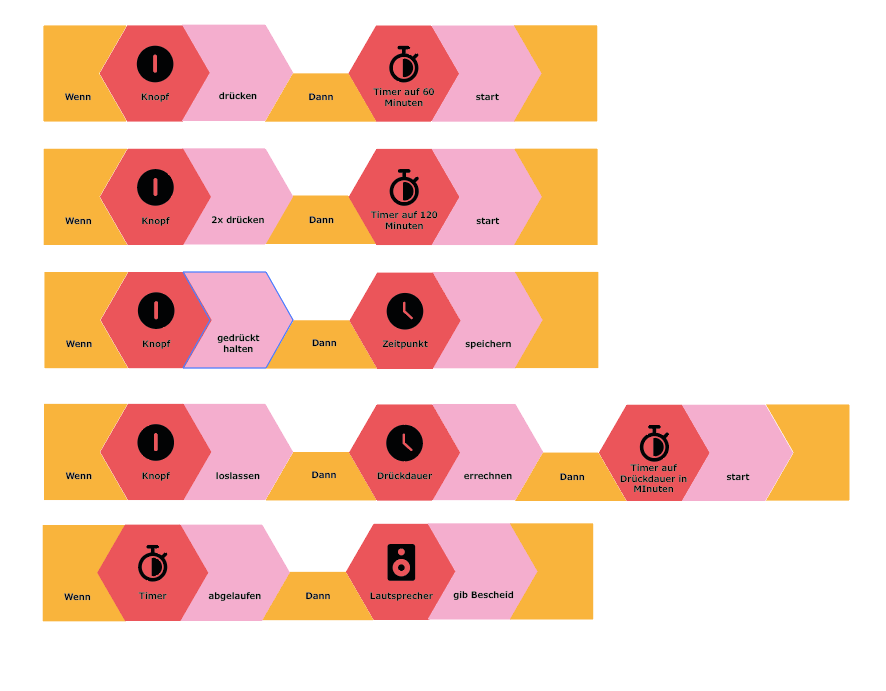 Wenn Knopf drücken Dann Timer auf 60
Minuten start
Wenn Knopf 2x drücken Dann Timer auf 120
Minuten start
Wenn Knopf gedrückt
halten Dann Zeitpunkt speichern
Wenn Knopf loslassen Dann Drückdauer errechnen Dann Timer auf
Drückdauer in
MInuten start
Wenn Timer abgelaufen Dann Lautsprecher gib Bescheid